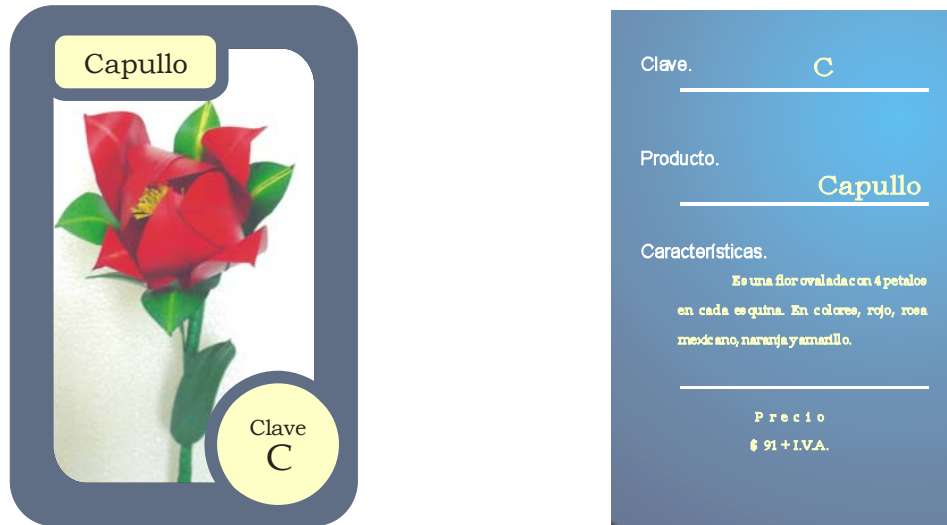 Capullo
Clave
C
Clave.
C
Producto.
Capullo
Características.
Es una flor ovalada con 4 petalos
en cada esquina. En colores, rojo, rosa
mexicano, naranja y amarillo.
Precio
$ 91 + I.V.A.